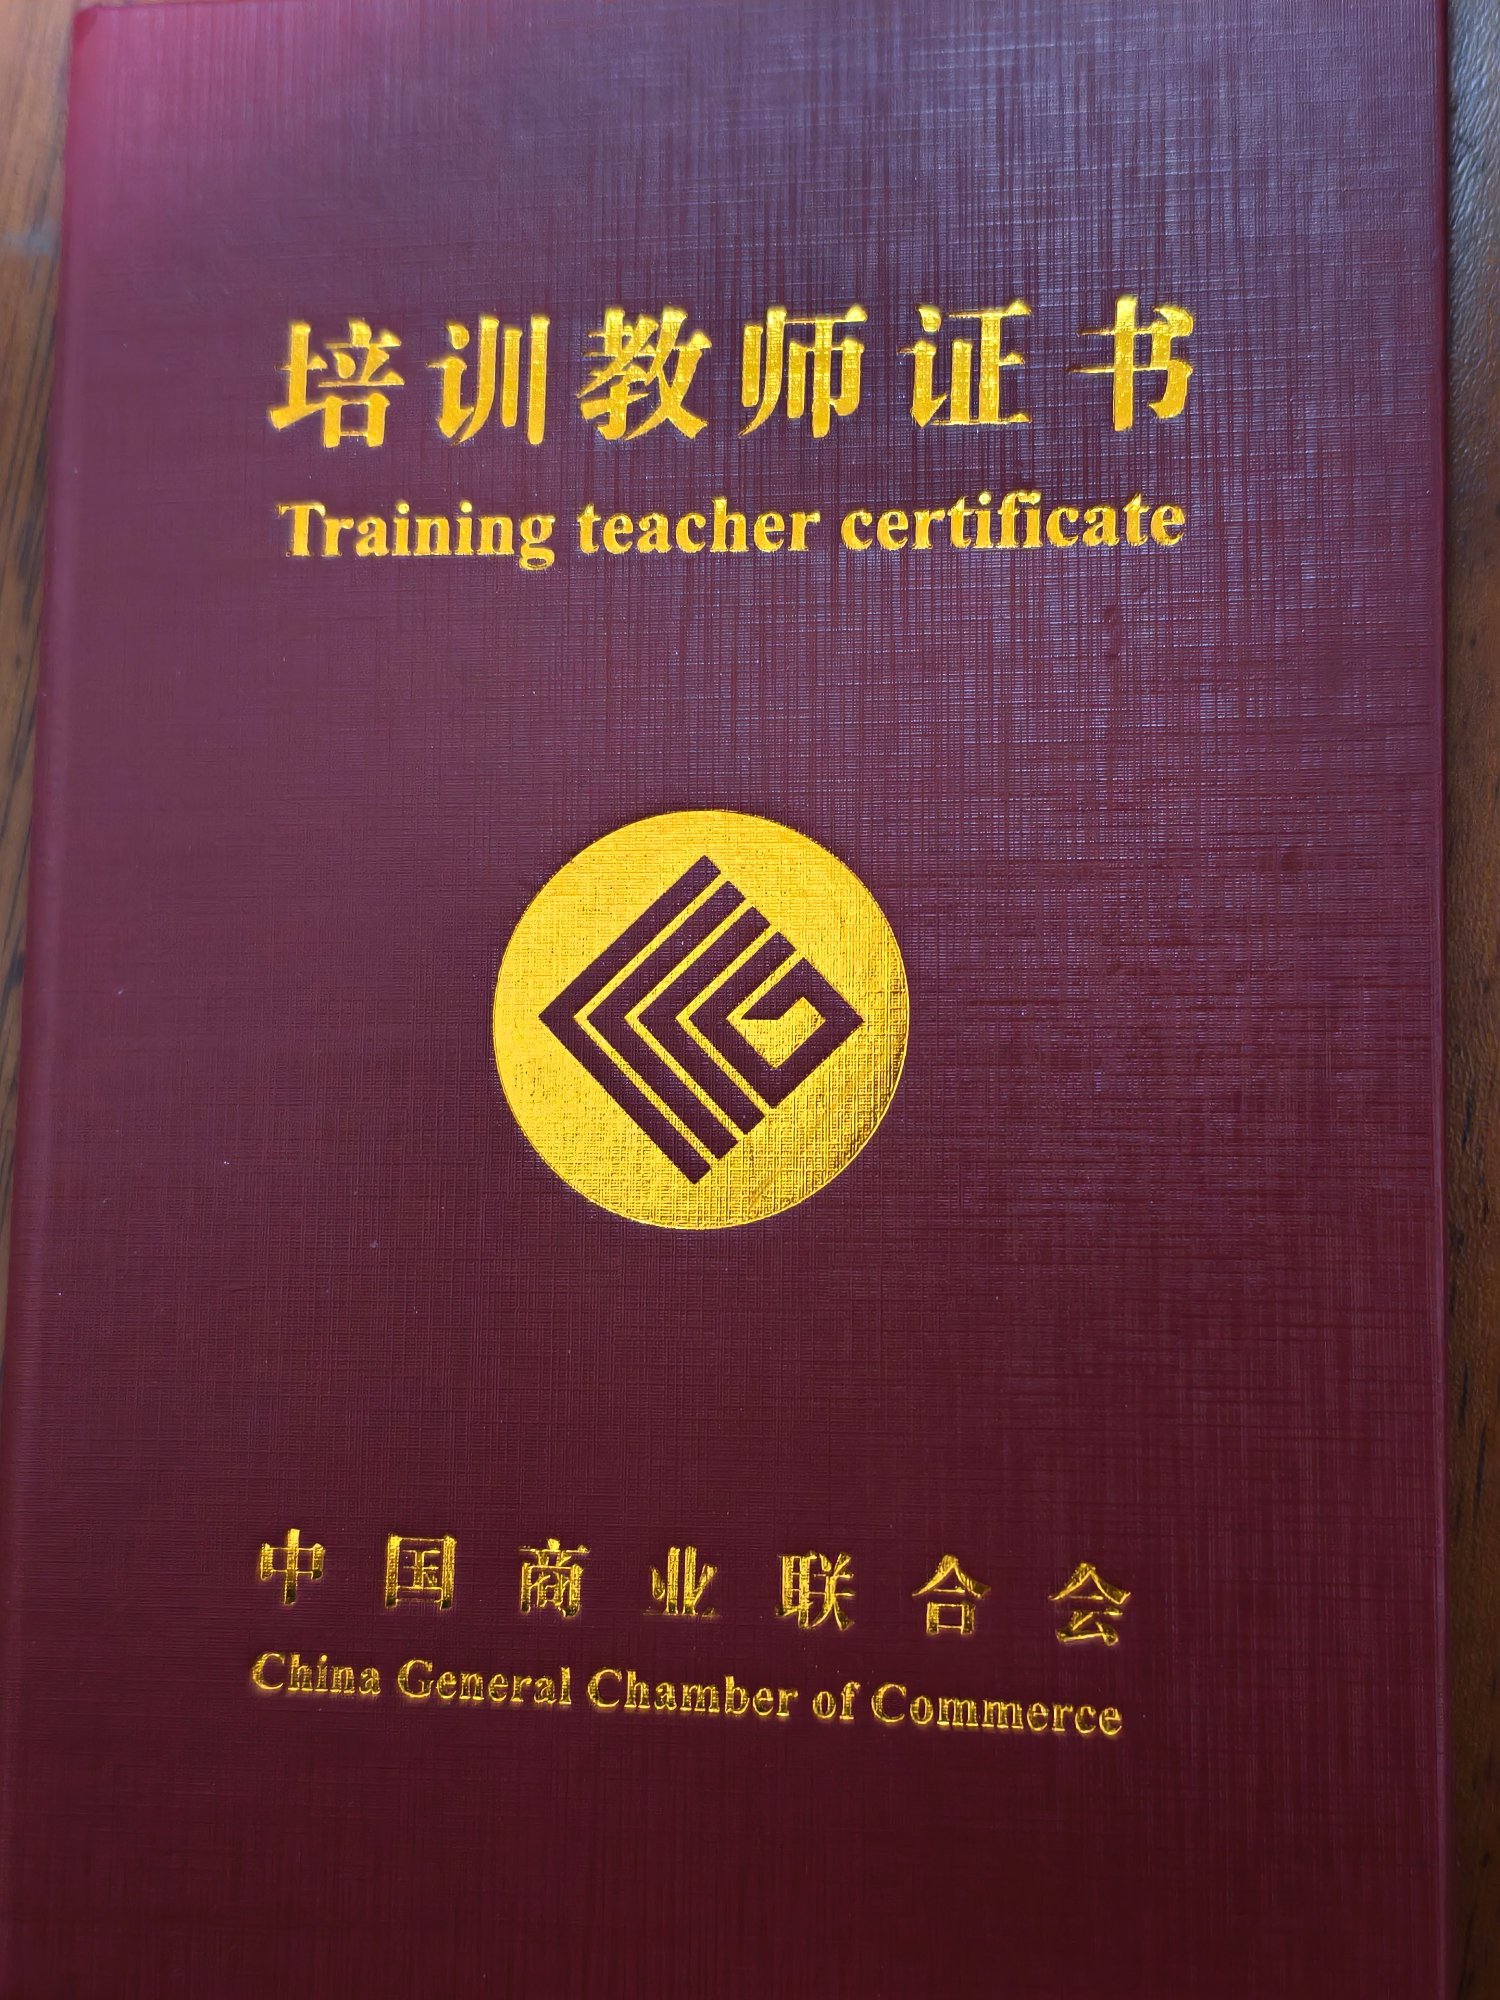 培训教师证书
Training teacher certificate
中国商业联合会
China General Chamber of Commerce